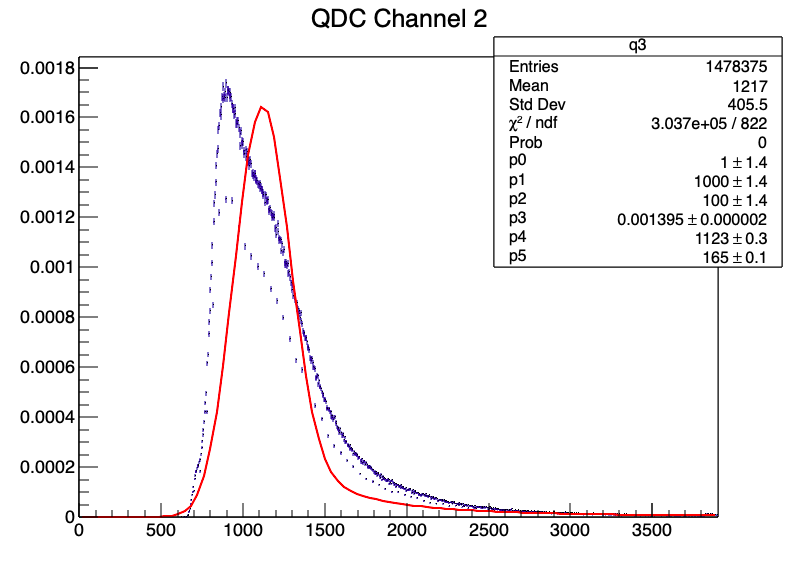 QDC Channel 2
q3
Entries 1478375
Mean 1217
Std Dev 405.5
χ² / ndf 3.037e+05 / 822
Prob 0
p0 1 ± 1.4
p1 1000 ± 1.4
p2 100 ± 1.4
p3 0.001395 ± 0.000002
p4 1123 ± 0.3
p5 165 ± 0.1
0.0018
0.0016
0.0014
0.0012
0.001
0.0008
0.0006
0.0004
0.0002
0
0 500 1000 1500 2000 2500 3000 3500